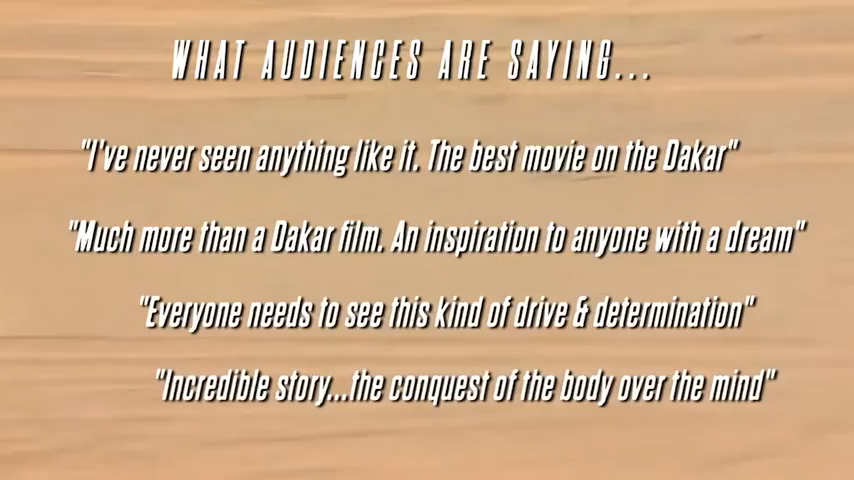 WHAT AUDIENCES ARE SAYING...
"I've never seen anything like it. The best movie on the Dakar"
"Much more than a Dakar film. An inspiration to anyone with a dream"
"Everyone needs to see this kind of drive & determination"
"Incredible story...the conquest of the body over the mind"